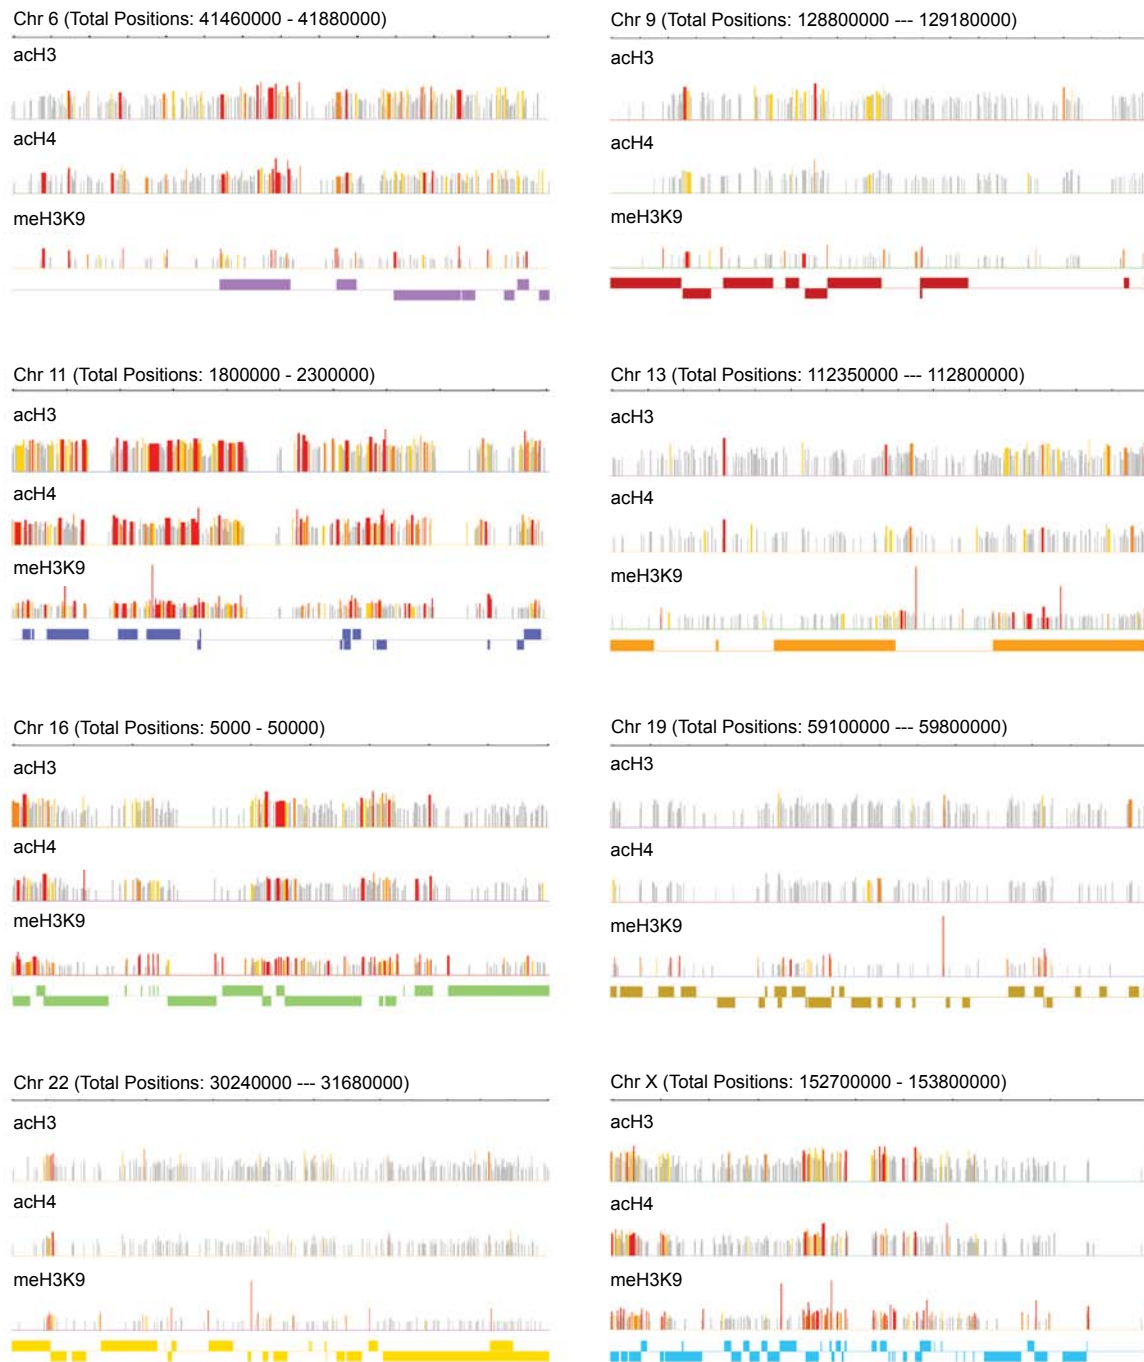 Chr 6 (Total Positions: 41460000 - 41880000)
acH3
acH4
meH3K9
Chr 9 (Total Positions: 128800000 --- 129180000)
acH3
acH4
meH3K9
Chr 11 (Total Positions: 1800000 - 2300000)
acH3
acH4
meH3K9
Chr 13 (Total Positions: 112350000 --- 112800000)
acH3
acH4
meH3K9
Chr 16 (Total Positions: 5000 - 50000)
acH3
acH4
meH3K9
Chr 19 (Total Positions: 59100000 --- 59800000)
acH3
acH4
meH3K9
Chr 22 (Total Positions: 30240000 --- 31680000)
acH3
acH4
meH3K9
Chr X (Total Positions: 152700000 - 153800000)
acH3
acH4
meH3K9